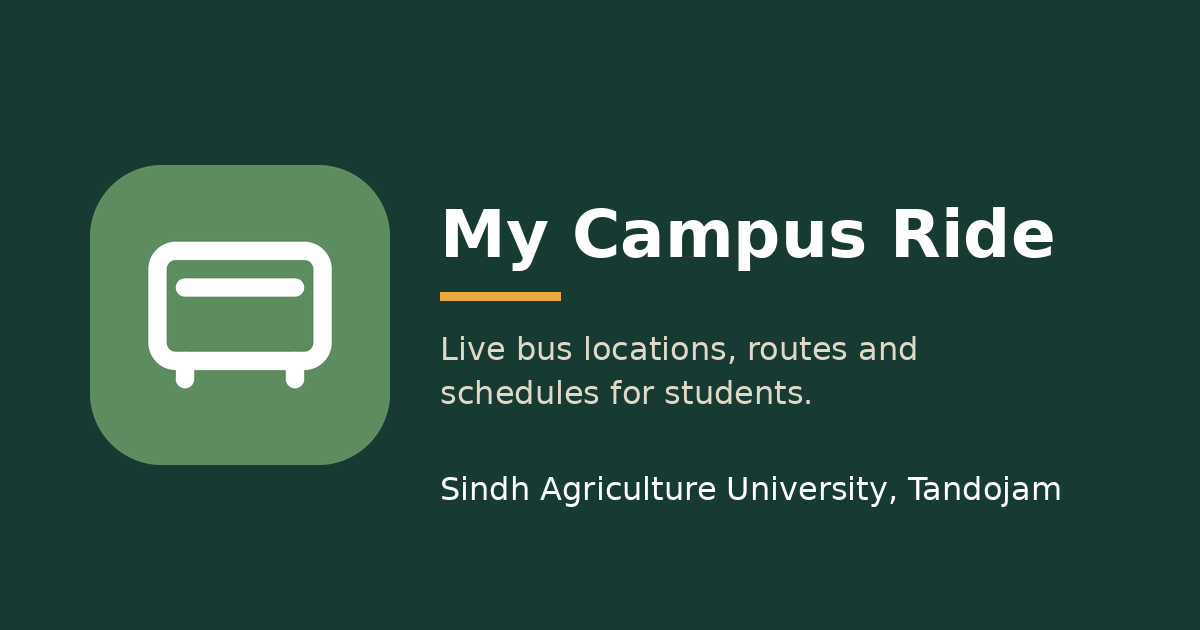 My Campus Ride
Live bus locations, routes and
schedules for students.
Sindh Agriculture University, Tandojam